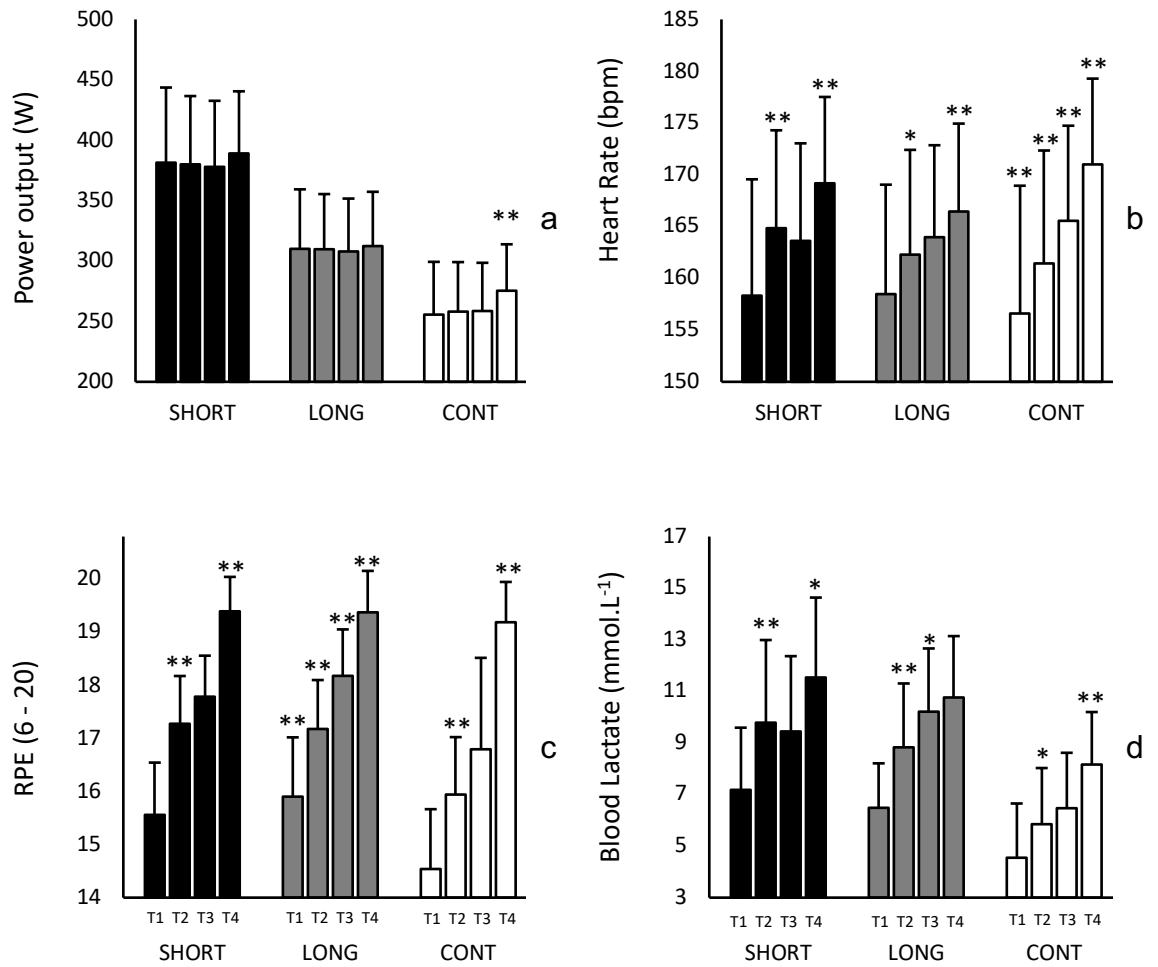 Power output (W)
500
450
400
350
300
250
200
**
SHORT LONG CONT
a
Heart Rate (bpm)
185
180
175
170
165
160
155
150
** ** * ** ** ** ** **
SHORT LONG CONT
b
RPE (6 - 20)
20
19
18
17
16
15
14
** ** ** ** ** ** ** **
T1 T2 T3 T4 T1 T2 T3 T4 T1 T2 T3 T4
SHORT LONG CONT
c
Blood Lactate (mmol.L-1)
17
15
13
11
9
7
5
3
** * ** * * **
T1 T2 T3 T4 T1 T2 T3 T4 T1 T2 T3 T4
SHORT LONG CONT
d